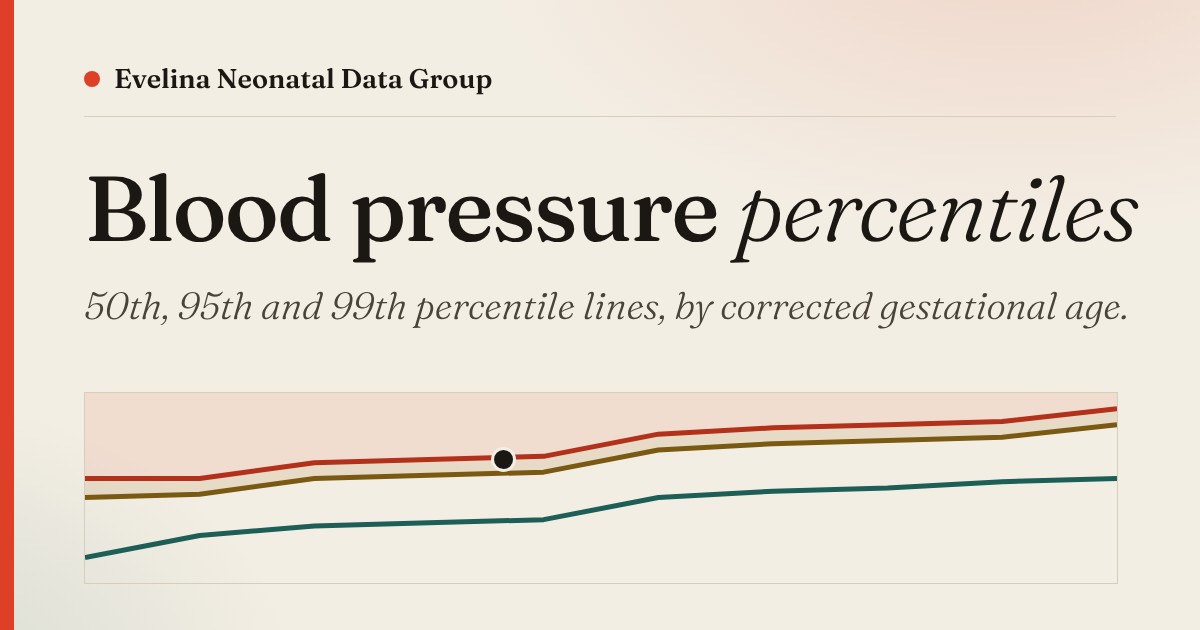 Evelina Neonatal Data Group
Blood pressure percentiles
50th, 95th and 99th percentile lines, by corrected gestational age.